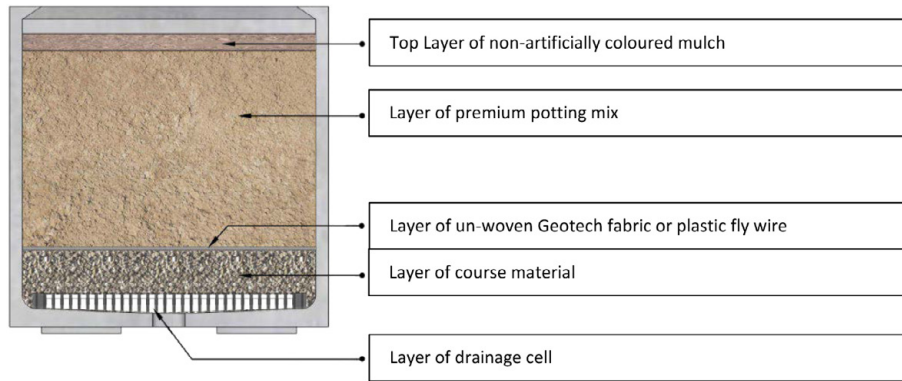 Top Layer of non-artificially coloured mulch
Layer of premium potting mix
Layer of un-woven Geotech fabric or plastic fly wire
Layer of course material
Layer of drainage cell